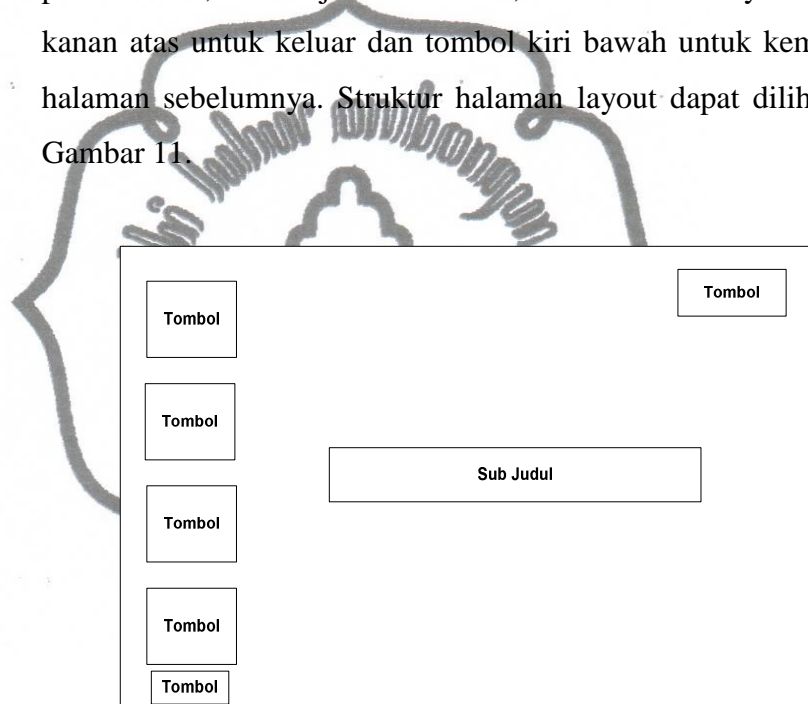 kanan atas untuk keluar dan tombol kiri bawah untuk kem
halaman sebelumnya. Struktur halaman layout dapat dilih
Gambar 11.
Tombol
Tombol
Tombol
Sub Judul
Tombol
Tombol
Tombol